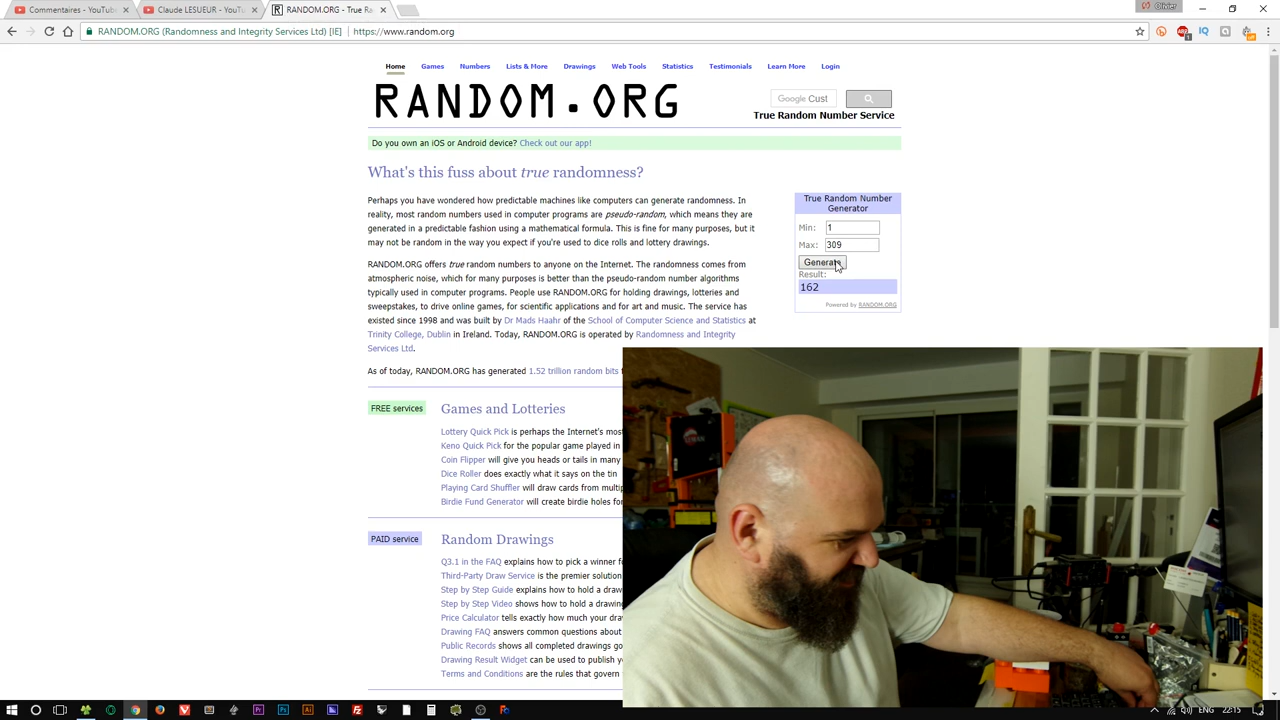 Commentaires - YouTub
Claude LESUEUR - YouTu
RANDOM.ORG - True Ra
Olivier
RANDOM.ORG (Randomness and Integrity Services Ltd) [IE]
https://www.random.org
Home
Games
Numbers
Lists & More
Drawings
Web Tools
Statistics
Testimonials
Learn More
Login
RANDOM.ORG
Google Cust
True Random Number Service
Do you own an iOS or Android device? Check out our app!
What's this fuss about true randomness?
Perhaps you have wondered how predictable machines like computers can generate randomness. In
reality, most random numbers used in computer programs are pseudo-random, which means they are
generated in a predictable fashion using a mathematical formula. This is fine for many purposes, but it
may not be random in the way you expect if you're used to dice rolls and lottery drawings.
RANDOM.ORG offers true random numbers to anyone on the Internet. The randomness comes from
atmospheric noise, which for many purposes is better than the pseudo-random number algorithms
typically used in computer programs. People use RANDOM.ORG for holding drawings, lotteries and
sweepstakes, to drive online games, for scientific applications and for art and music. The service has
existed since 1998 and was built by Dr Mads Haahr of the School of Computer Science and Statistics at
Trinity College, Dublin in Ireland. Today, RANDOM.ORG is operated by Randomness and Integrity
Services Ltd.
As of today, RANDOM.ORG has generated 1.52 trillion random bits
True Random Number
Generator
Min: 1
Max: 309
Generate
Result:
162
Powered by RANDOM.ORG
FREE services
Games and Lotteries
Lottery Quick Pick is perhaps the Internet's most
Keno Quick Pick for the popular game played in
Coin Flipper will give you heads or tails in many
Dice Roller does exactly what it says on the tin
Playing Card Shuffler will draw cards from multip
Birdie Fund Generator will create birdie holes for
PAID service
Random Drawings
Q3.1 in the FAQ explains how to pick a winner fo
Third-Party Draw Service is the premier solution
Step by Step Guide explains how to hold a draw
Step by Step Video shows how to hold a drawing
Price Calculator tells exactly how much your draw
Drawing FAQ answers common questions about
Public Records shows all completed drawings go
Drawing Result Widget can be used to publish y
Terms and Conditions are the rules that govern
ENG
22:15